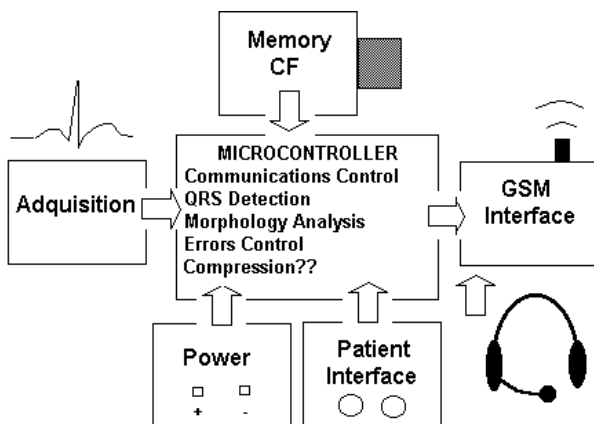 Memory
CF
MICROCONTROLLER
Communications Control
QRS Detection
Morphology Analysis
Errors Control
Compression??
Adquisition
GSM
Interface
Power
+ -
Patient
Interface